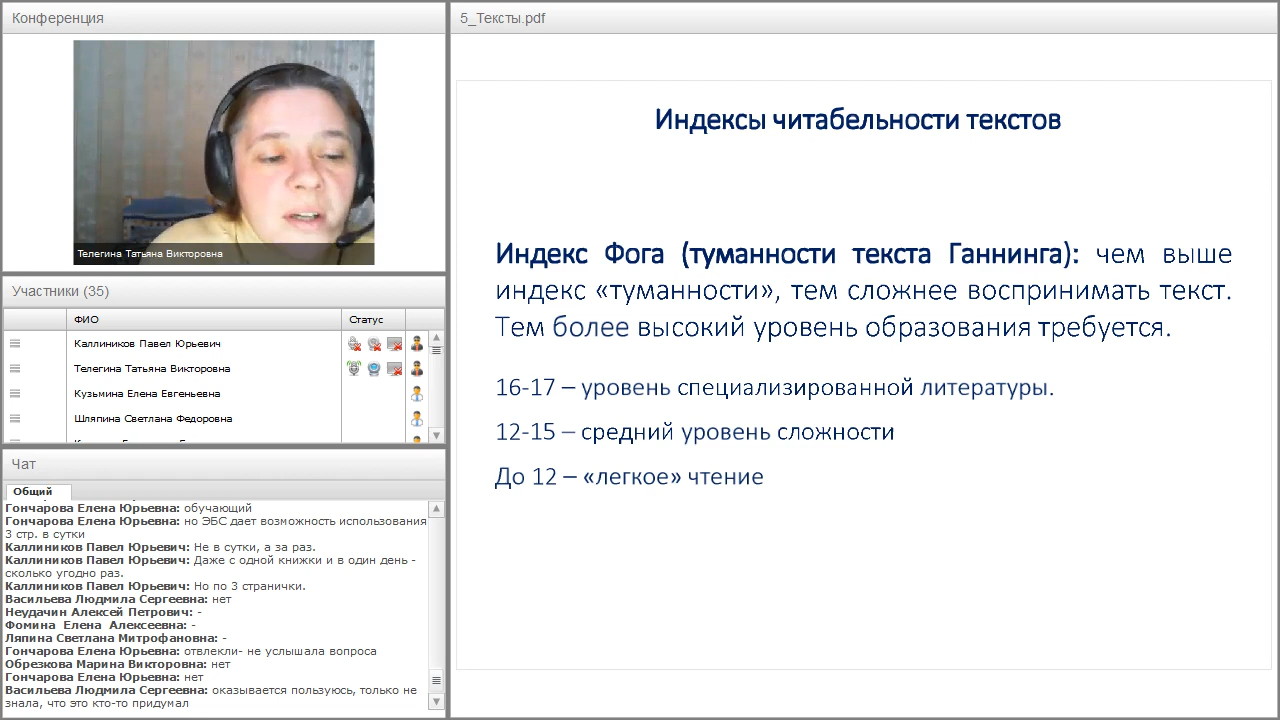 Конференция
Телегина Татьяна Викторовна
Участники (35)
ФИО Статус
Каллиников Павел Юрьевич
Телегина Татьяна Викторовна
Кузьмина Елена Евгеньевна
Шляпина Светлана Федоровна
Чат
Общий
Гончарова Елена Юрьевна: обучающий
Гончарова Елена Юрьевна: но ЭБС дает возможность использования
3 стр. в сутки
Каллиников Павел Юрьевич: Не в сутки, а за раз.
Каллиников Павел Юрьевич: Даже с одной книжки и в один день -
сколько угодно раз.
Каллиников Павел Юрьевич: Но по 3 странички.
Васильева Людмила Сергеевна: нет
Неудачин Алексей Петрович: -
Фомина Елена Алексеевна: -
Ляпина Светлана Митрофановна: -
Гончарова Елена Юрьевна: отвлекли- не услышала вопроса
Обрезкова Марина Викторовна: нет
Гончарова Елена Юрьевна: нет
Васильева Людмила Сергеевна: оказывается пользуюсь, только не
знала, что это кто-то придумал
5_Тексты.pdf
Индексы читабельности текстов
Индекс Фога (туманности текста Ганнинга): чем выше
индекс «туманности», тем сложнее воспринимать текст.
Тем более высокий уровень образования требуется.
16-17 – уровень специализированной литературы.
12-15 – средний уровень сложности
До 12 – «легкое» чтение